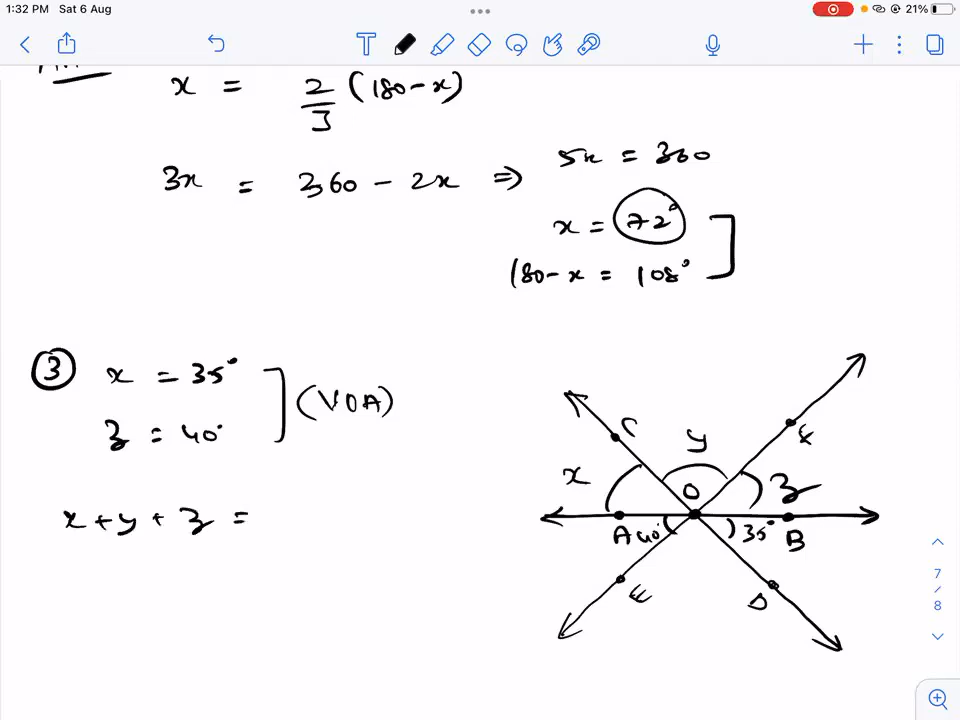 1:32 PM Sat 6 Aug
21%
x = 2/3 (180 - x)
3x = 360 - 2x ⇒ 5x = 360
x = 72°
180 - x = 108°
③ x = 35°
z = 40°
(VOA)
x + y + z =
C
y
x
O
z
A 40°
35°
B
E
D
7
/
8